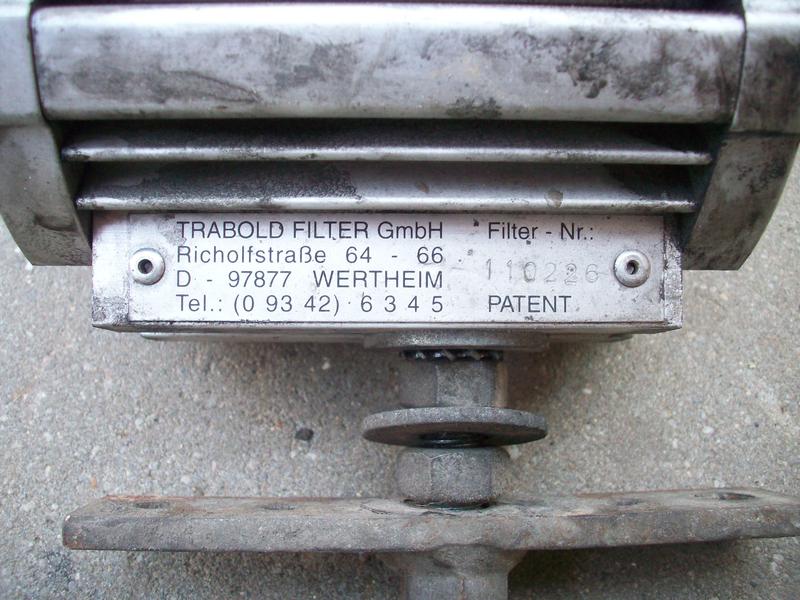 TRABOLD FILTER GmbH Filter - Nr.:
Richolfstraße 64 - 66
D - 97877 WERTHEIM 110226
Tel.: (0 93 42) 6 3 4 5 PATENT